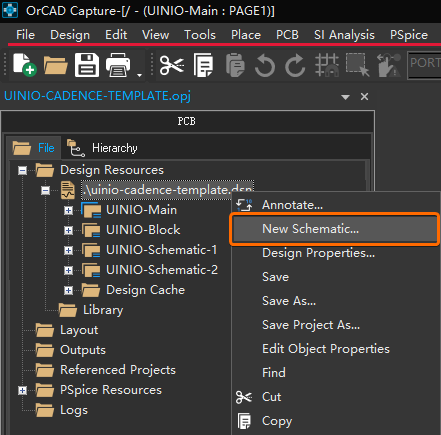 OrCAD Capture-[/ - (UINIO-Main : PAGE1)]
File Design Edit View Tools Place PCB SI Analysis PSpice
PORT
UINIO-CADENCE-TEMPLATE.opj
PCB
File Hierarchy
Design Resources
.\uinio-cadence-template.dsn
UINIO-Main
UINIO-Block
UINIO-Schematic-1
UINIO-Schematic-2
Design Cache
Library
Layout
Outputs
Referenced Projects
PSpice Resources
Logs
Annotate...
New Schematic...
Design Properties...
Save
Save As...
Save Project As...
Edit Object Properties
Find
Cut
Copy